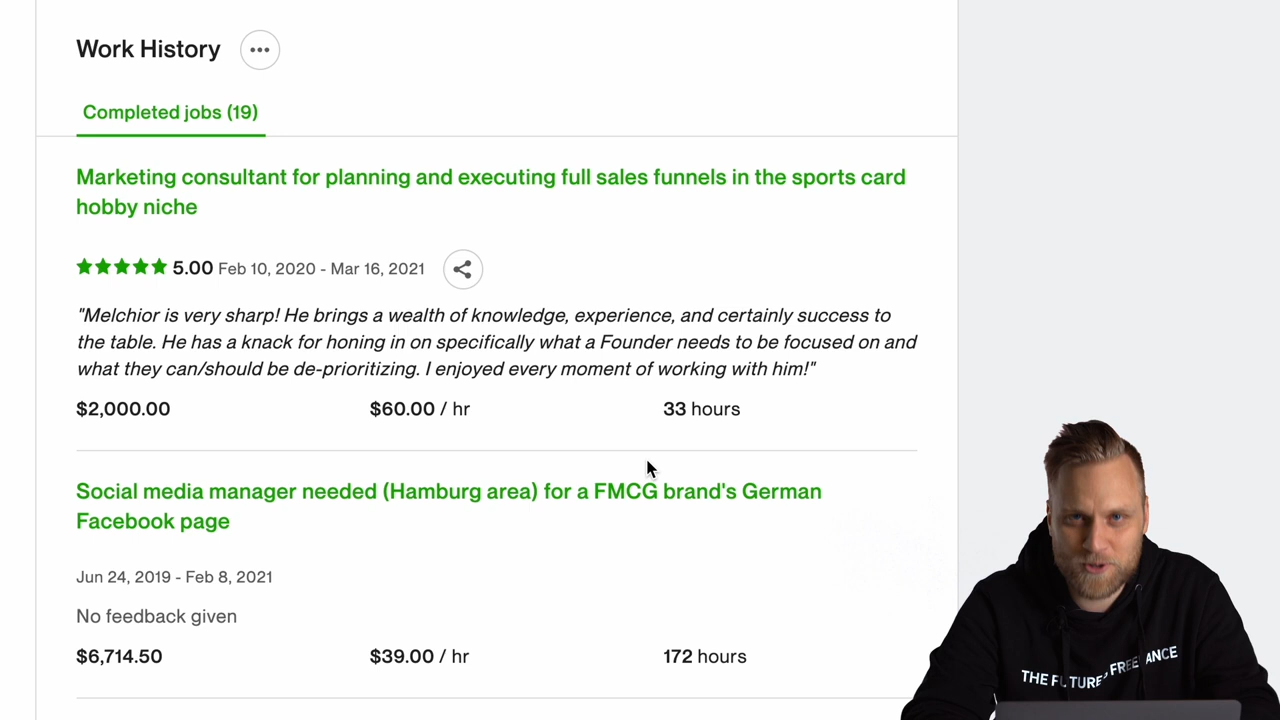 Work History
Completed jobs (19)
Marketing consultant for planning and executing full sales funnels in the sports card
hobby niche
5.00 Feb 10, 2020 - Mar 16, 2021
"Melchior is very sharp! He brings a wealth of knowledge, experience, and certainly success to
the table. He has a knack for honing in on specifically what a Founder needs to be focused on and
what they can/should be de-prioritizing. I enjoyed every moment of working with him!"
$2,000.00 $60.00 / hr 33 hours
Social media manager needed (Hamburg area) for a FMCG brand's German
Facebook page
Jun 24, 2019 - Feb 8, 2021
No feedback given
$6,714.50 $39.00 / hr 172 hours
THE FUTURE